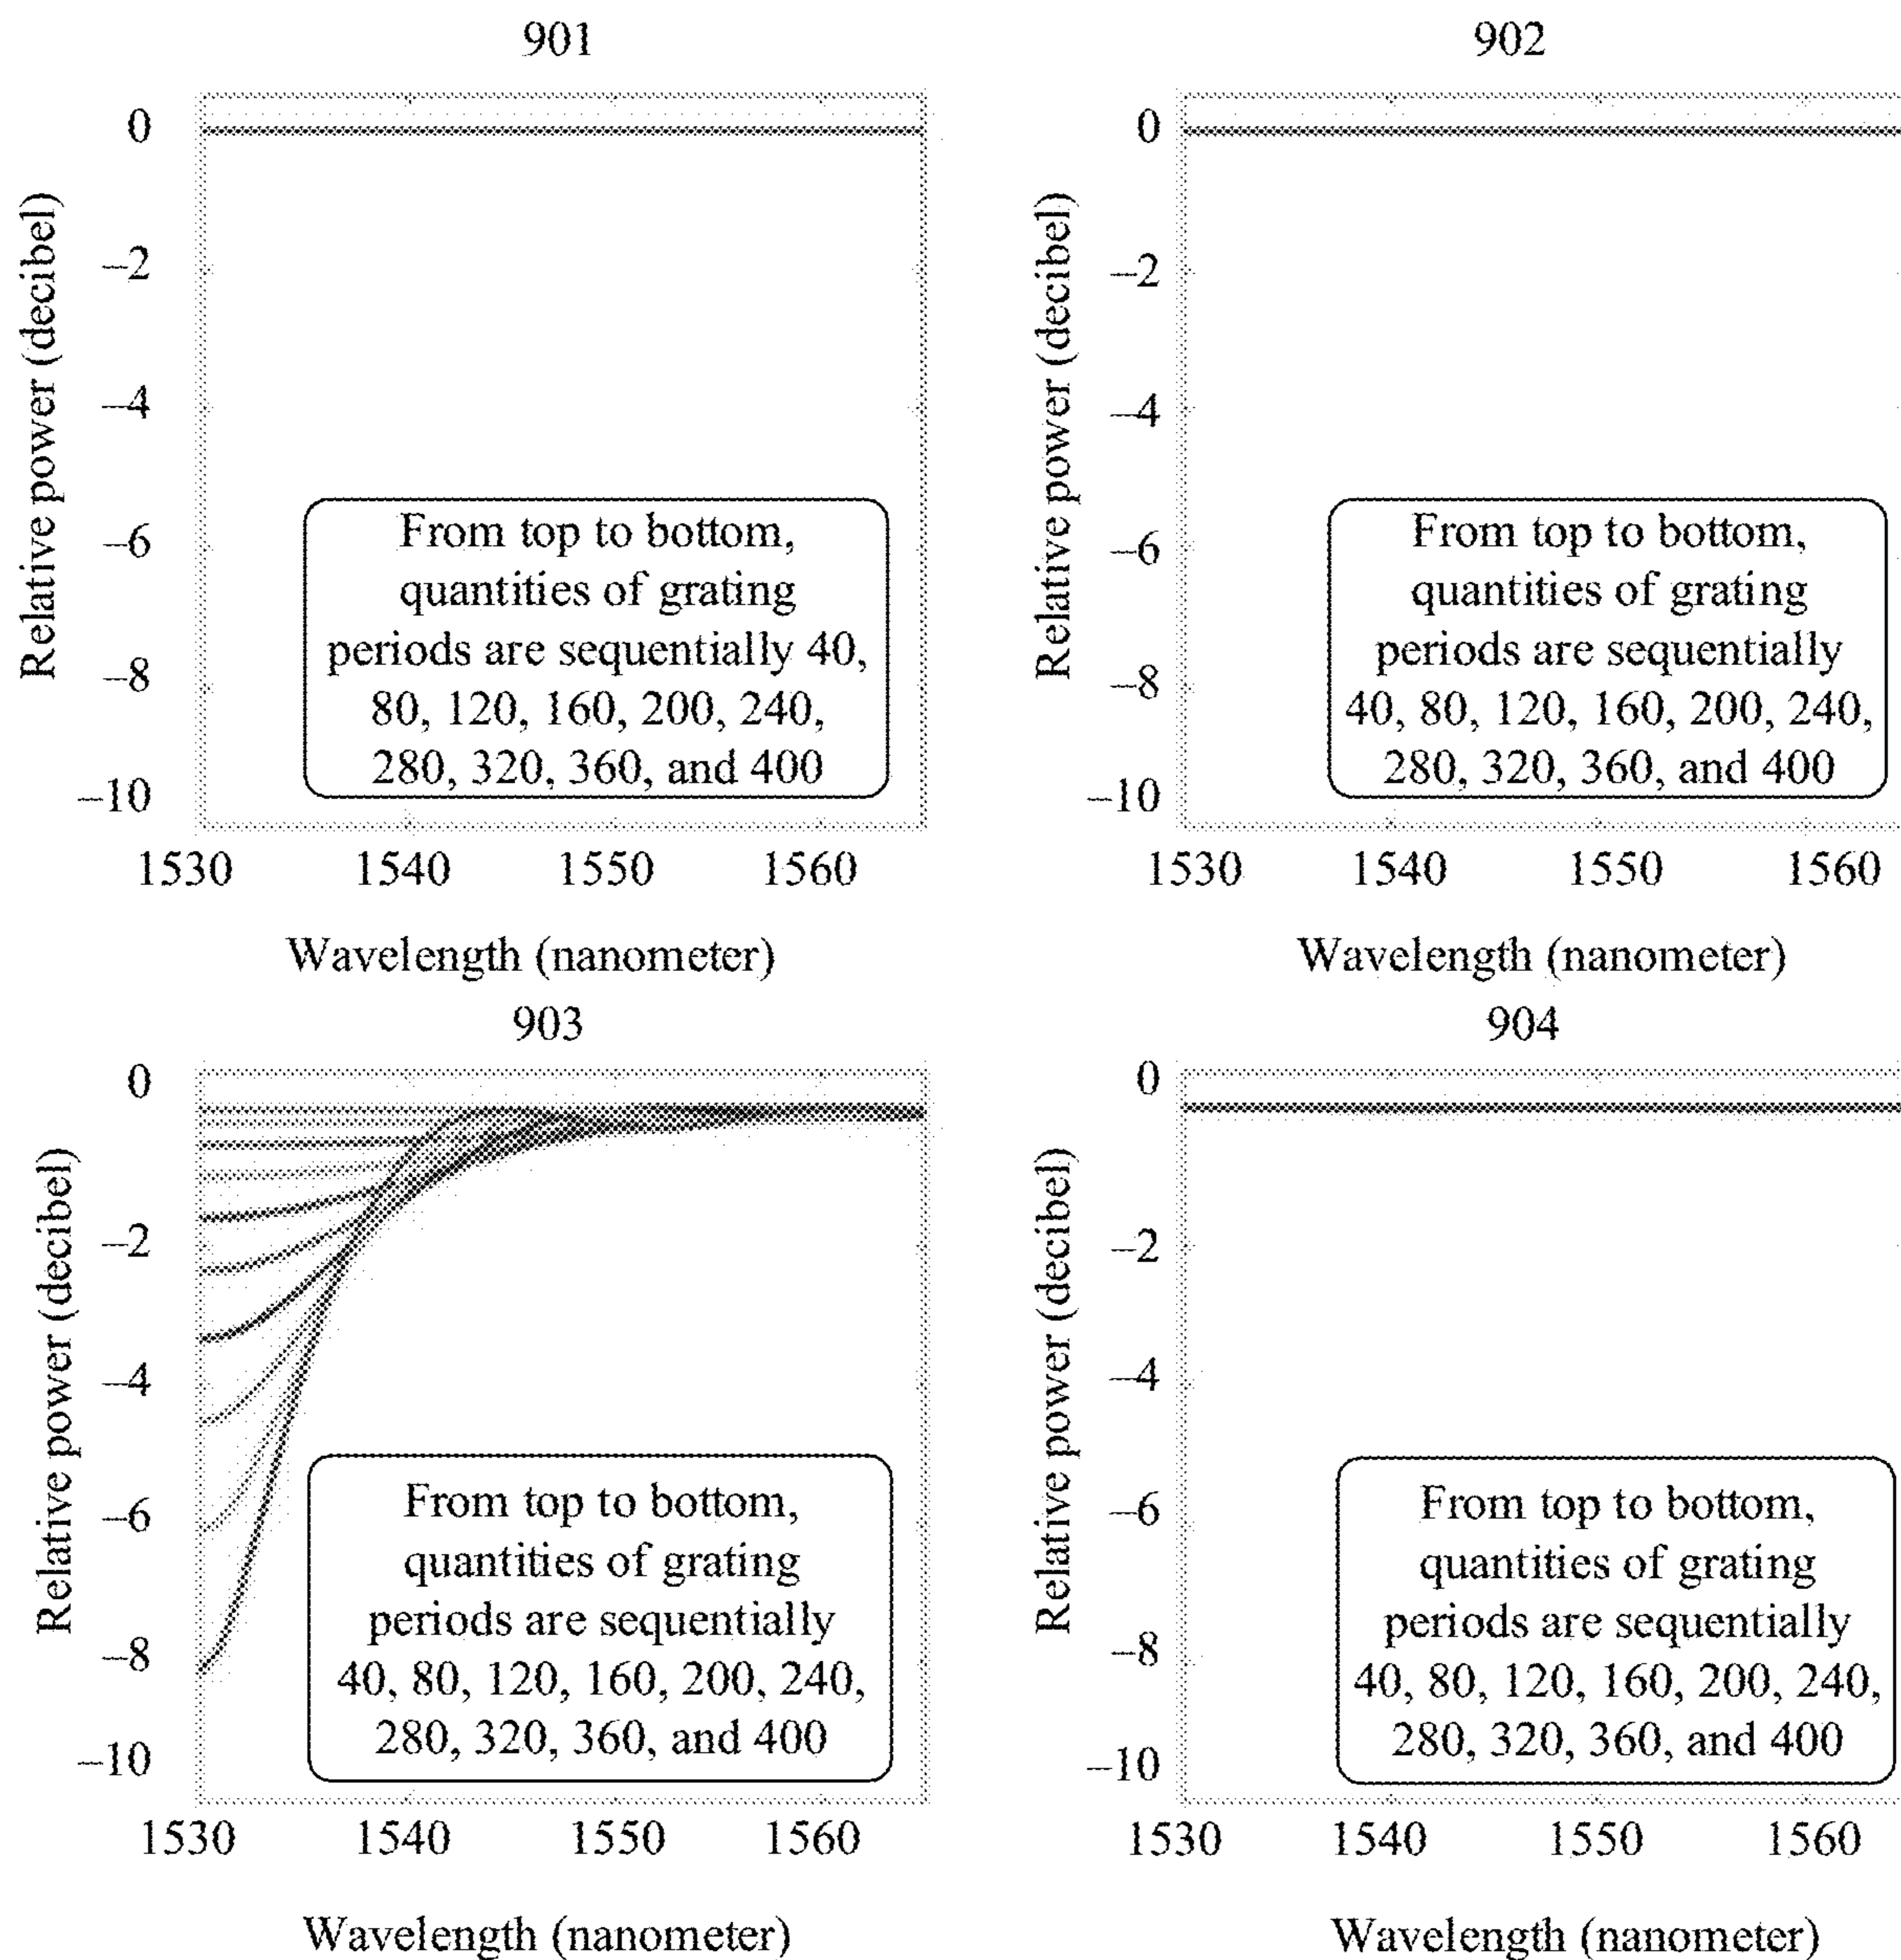 901
0
–2
–4
–6
–8
–10
Relative power (decibel)
From top to bottom,
quantities of grating
periods are sequentially 40,
80, 120, 160, 200, 240,
280, 320, 360, and 400
1530 1540 1550 1560
Wavelength (nanometer)
902
0
–2
–4
–6
–8
–10
Relative power (decibel)
From top to bottom,
quantities of grating
periods are sequentially
40, 80, 120, 160, 200, 240,
280, 320, 360, and 400
1530 1540 1550 1560
Wavelength (nanometer)
903
0
–2
–4
–6
–8
–10
Relative power (decibel)
From top to bottom,
quantities of grating
periods are sequentially
40, 80, 120, 160, 200, 240,
280, 320, 360, and 400
1530 1540 1550 1560
Wavelength (nanometer)
904
0
–2
–4
–6
–8
–10
Relative power (decibel)
From top to bottom,
quantities of grating
periods are sequentially
40, 80, 120, 160, 200, 240,
280, 320, 360, and 400
1530 1540 1550 1560
Wavelength (nanometer)